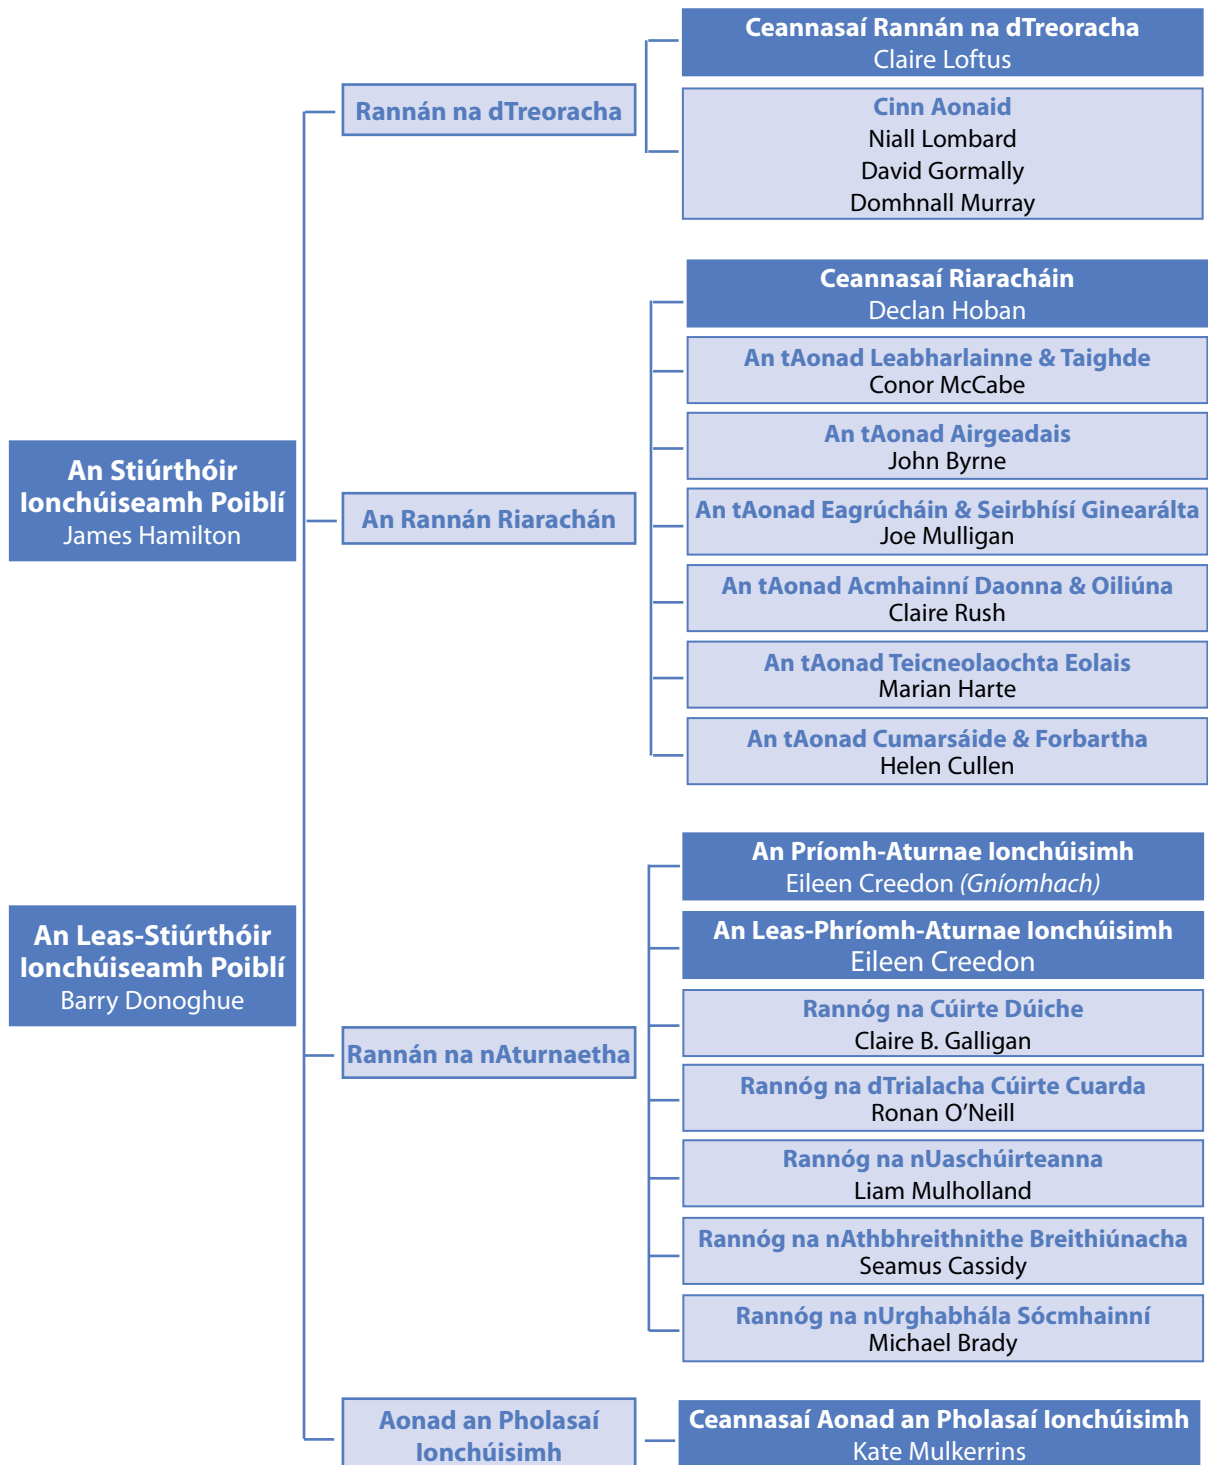 An Stiúrthóir
Ionchúiseamh Poiblí
James Hamilton
An Leas-Stiúrthóir
Ionchúiseamh Poiblí
Barry Donoghue
Rannán na dTreoracha
Ceannasaí Rannán na dTreoracha
Claire Loftus
Cinn Aonaid
Niall Lombard
David Gormally
Domhnall Murray
An Rannán Riarachán
Ceannasaí Riaracháin
Declan Hoban
An tAonad Leabharlainne & Taighde
Conor McCabe
An tAonad Airgeadais
John Byrne
An tAonad Eagrúcháin & Seirbhísí Ginearálta
Joe Mulligan
An tAonad Acmhainní Daonna & Oiliúna
Claire Rush
An tAonad Teicneolaochta Eolais
Marian Harte
An tAonad Cumarsáide & Forbartha
Helen Cullen
Rannán na nAturnaetha
An Príomh-Aturnae Ionchúisimh
Eileen Creedon (Gníomhach)
An Leas-Phríomh-Aturnae Ionchúisimh
Eileen Creedon
Rannóg na Cúirte Dúiche
Claire B. Galligan
Rannóg na dTrialacha Cúirte Cuarda
Ronan O’Neill
Rannóg na nUaschúirteanna
Liam Mulholland
Rannóg na nAthbhreithnithe Breithiúnacha
Seamus Cassidy
Rannóg na nUrghabhála Sócmhainní
Michael Brady
Aonad an Pholasaí
Ionchúisimh
Ceannasaí Aonad an Pholasaí Ionchúisimh
Kate Mulkerrins